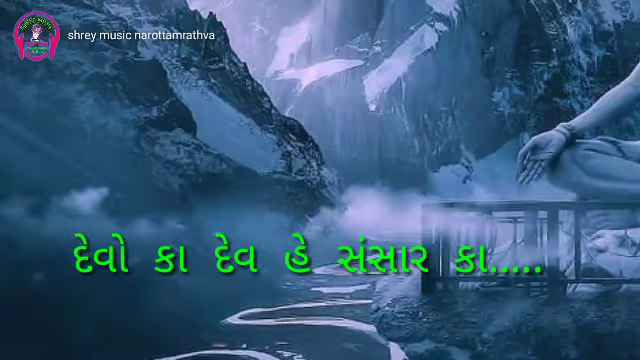 shrey music narottamrathva
દેવો કા દેવ હે સંસાર કા.....